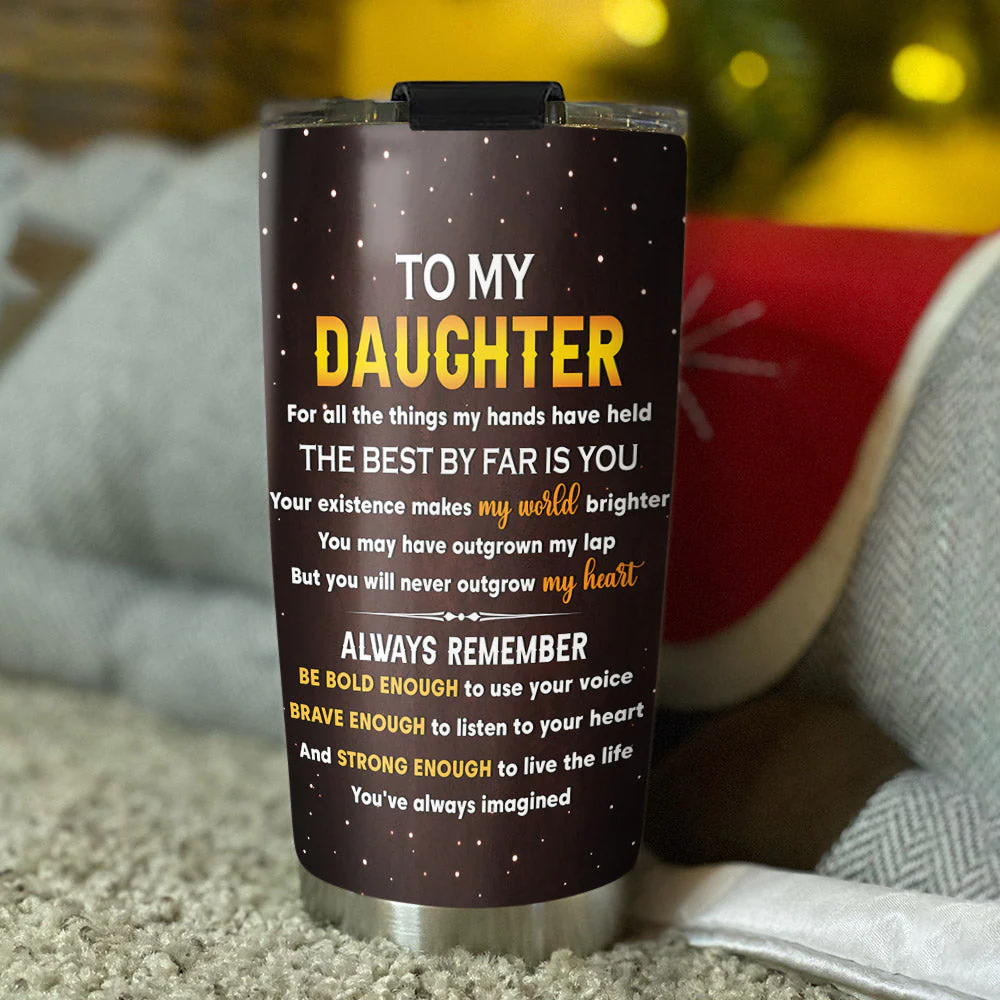 TO MY
DAUGHTER
For all the things my hands have held
THE BEST BY FAR IS YOU
Your existence makes my world brighter
You may have outgrown my lap
But you will never outgrow my heart
ALWAYS REMEMBER
BE BOLD ENOUGH to use your voice
BRAVE ENOUGH to listen to your heart
And STRONG ENOUGH to live the life
You've always imagined